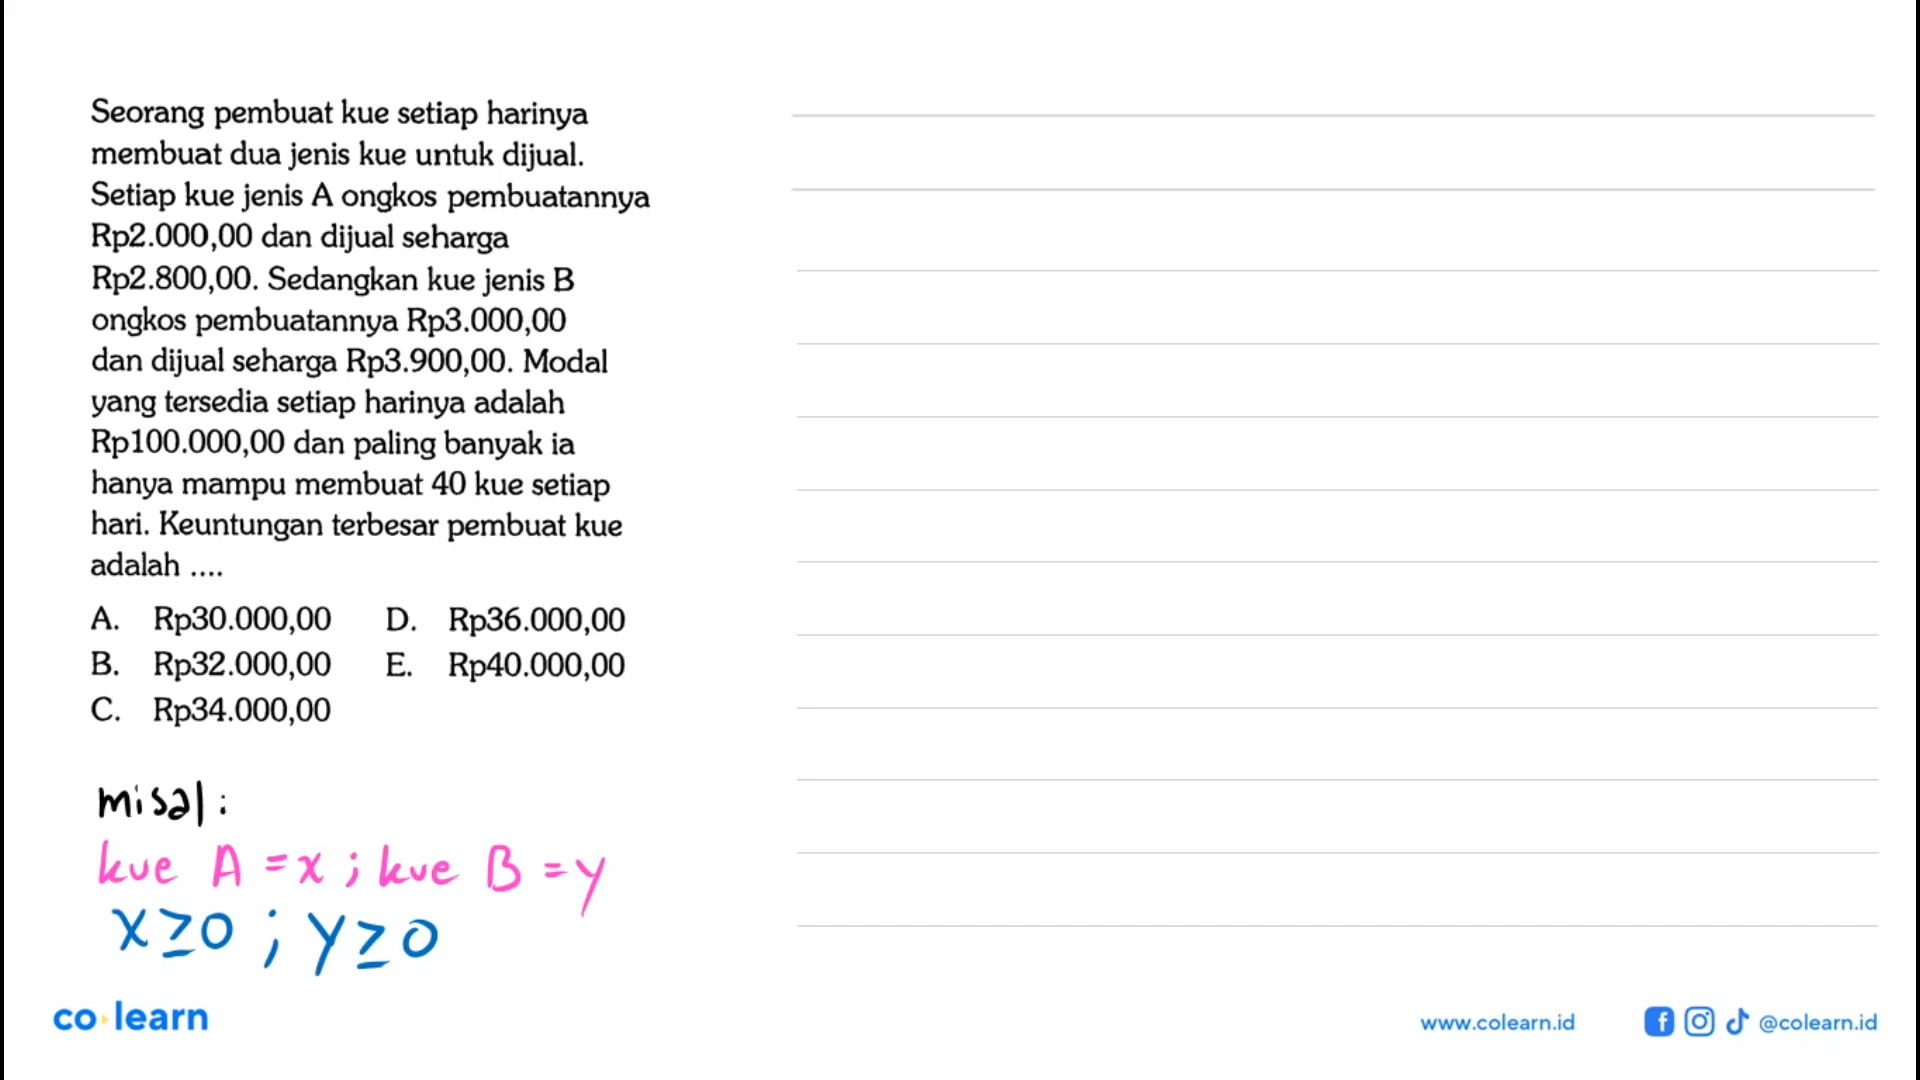 Seorang pembuat kue setiap harinya
membuat dua jenis kue untuk dijual.
Setiap kue jenis A ongkos pembuatannya
Rp2.000,00 dan dijual seharga
Rp2.800,00. Sedangkan kue jenis B
ongkos pembuatannya Rp3.000,00
dan dijual seharga Rp3.900,00. Modal
yang tersedia setiap harinya adalah
Rp100.000,00 dan paling banyak ia
hanya mampu membuat 40 kue setiap
hari. Keuntungan terbesar pembuat kue
adalah ....
A. Rp30.000,00 D. Rp36.000,00
B. Rp32.000,00 E. Rp40.000,00
C. Rp34.000,00
misal:
kue A = x ; kue B = y
x ≥ 0 ; y ≥ 0
co learn
www.colearn.id @colearn.id